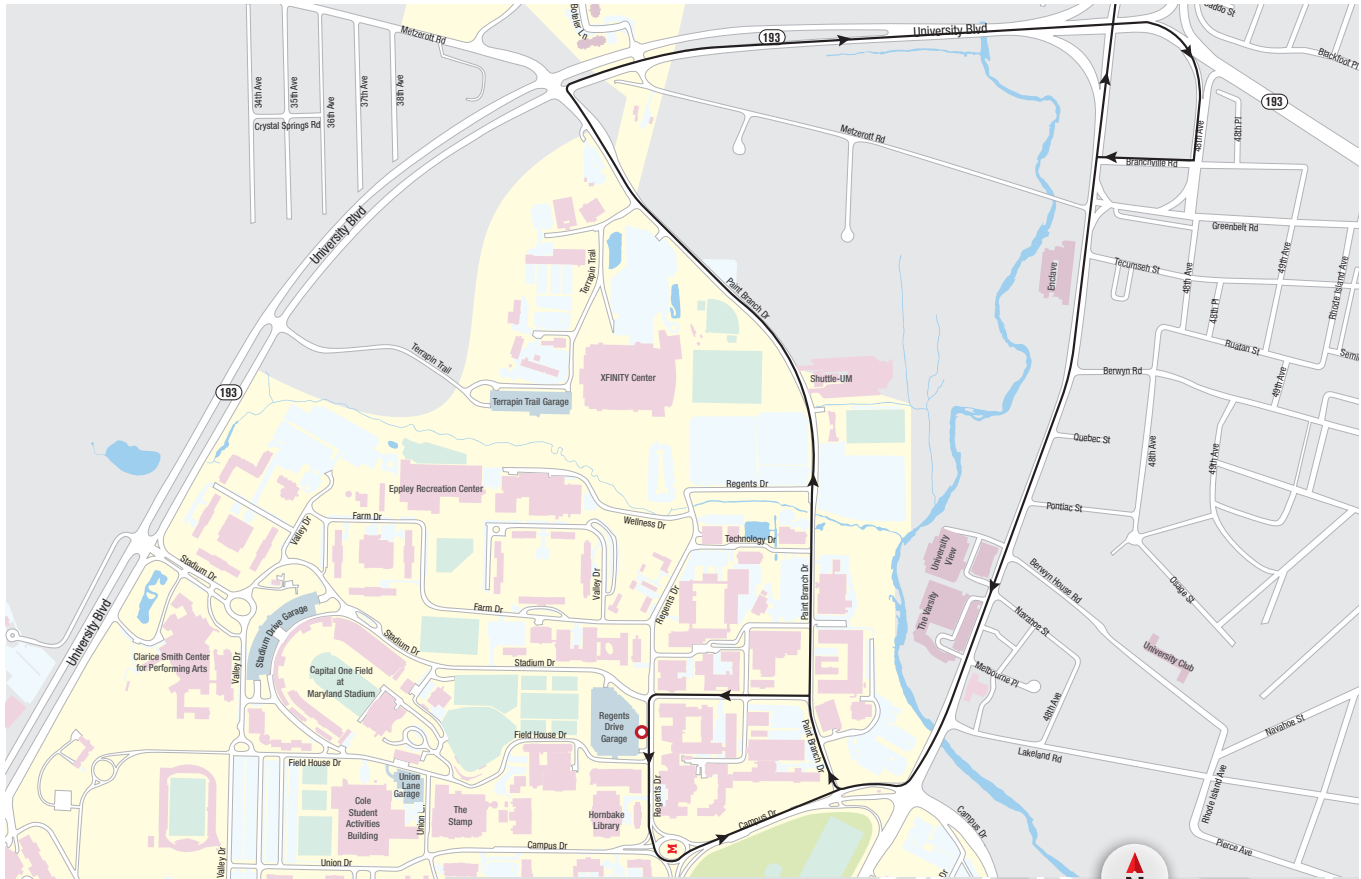 Metzerott Rd
Boteler Ln
193
University Blvd
Blackfoot Pl
34th Ave
35th Ave
36th Ave
37th Ave
38th Ave
Crystal Springs Rd
193
Metzerott Rd
48th Ave
48th Pl
Branchville Rd
University Blvd
Greenbelt Rd
Terrapin Trail
Paint Branch Dr
Enclave
Tecumseh St
48th Ave
49th Ave
Rhode Island Ave
48th Pl
Ruatan St
Terrapin Trail
XFINITY Center
Shuttle-UM
Berwyn Rd
49th Ave
193
Terrapin Trail Garage
Quebec St
48th Ave
49th Ave
Eppley Recreation Center
Regents Dr
Pontiac St
Farm Dr
Valley Dr
Wellness Dr
Technology Dr
University
View
Berwyn House Rd
Osage St
Stadium Dr
Valley Dr
Regents Dr
Paint Branch Dr
The Varsity
Navahoe St
University Blvd
Stadium Drive Garage
Farm Dr
Stadium Dr
Clarice Smith Center
for Performing Arts
Valley Dr
Capital One Field
at
Maryland Stadium
Stadium Dr
University Club
Melbourne Pl
48th Ave
Regents
Drive
Garage
Field House Dr
Paint Branch Dr
Navahoe St
Lakeland Rd
Field House Dr
Union
Lane
Garage
Regents Dr
Rhode Island Ave
Cole
Student
Activities
Building
The
Stamp
Hornbake
Library
Campus Dr
Campus Dr
Campus Dr
M
Union Dr
Valley Dr
Pierce Ave
Dr